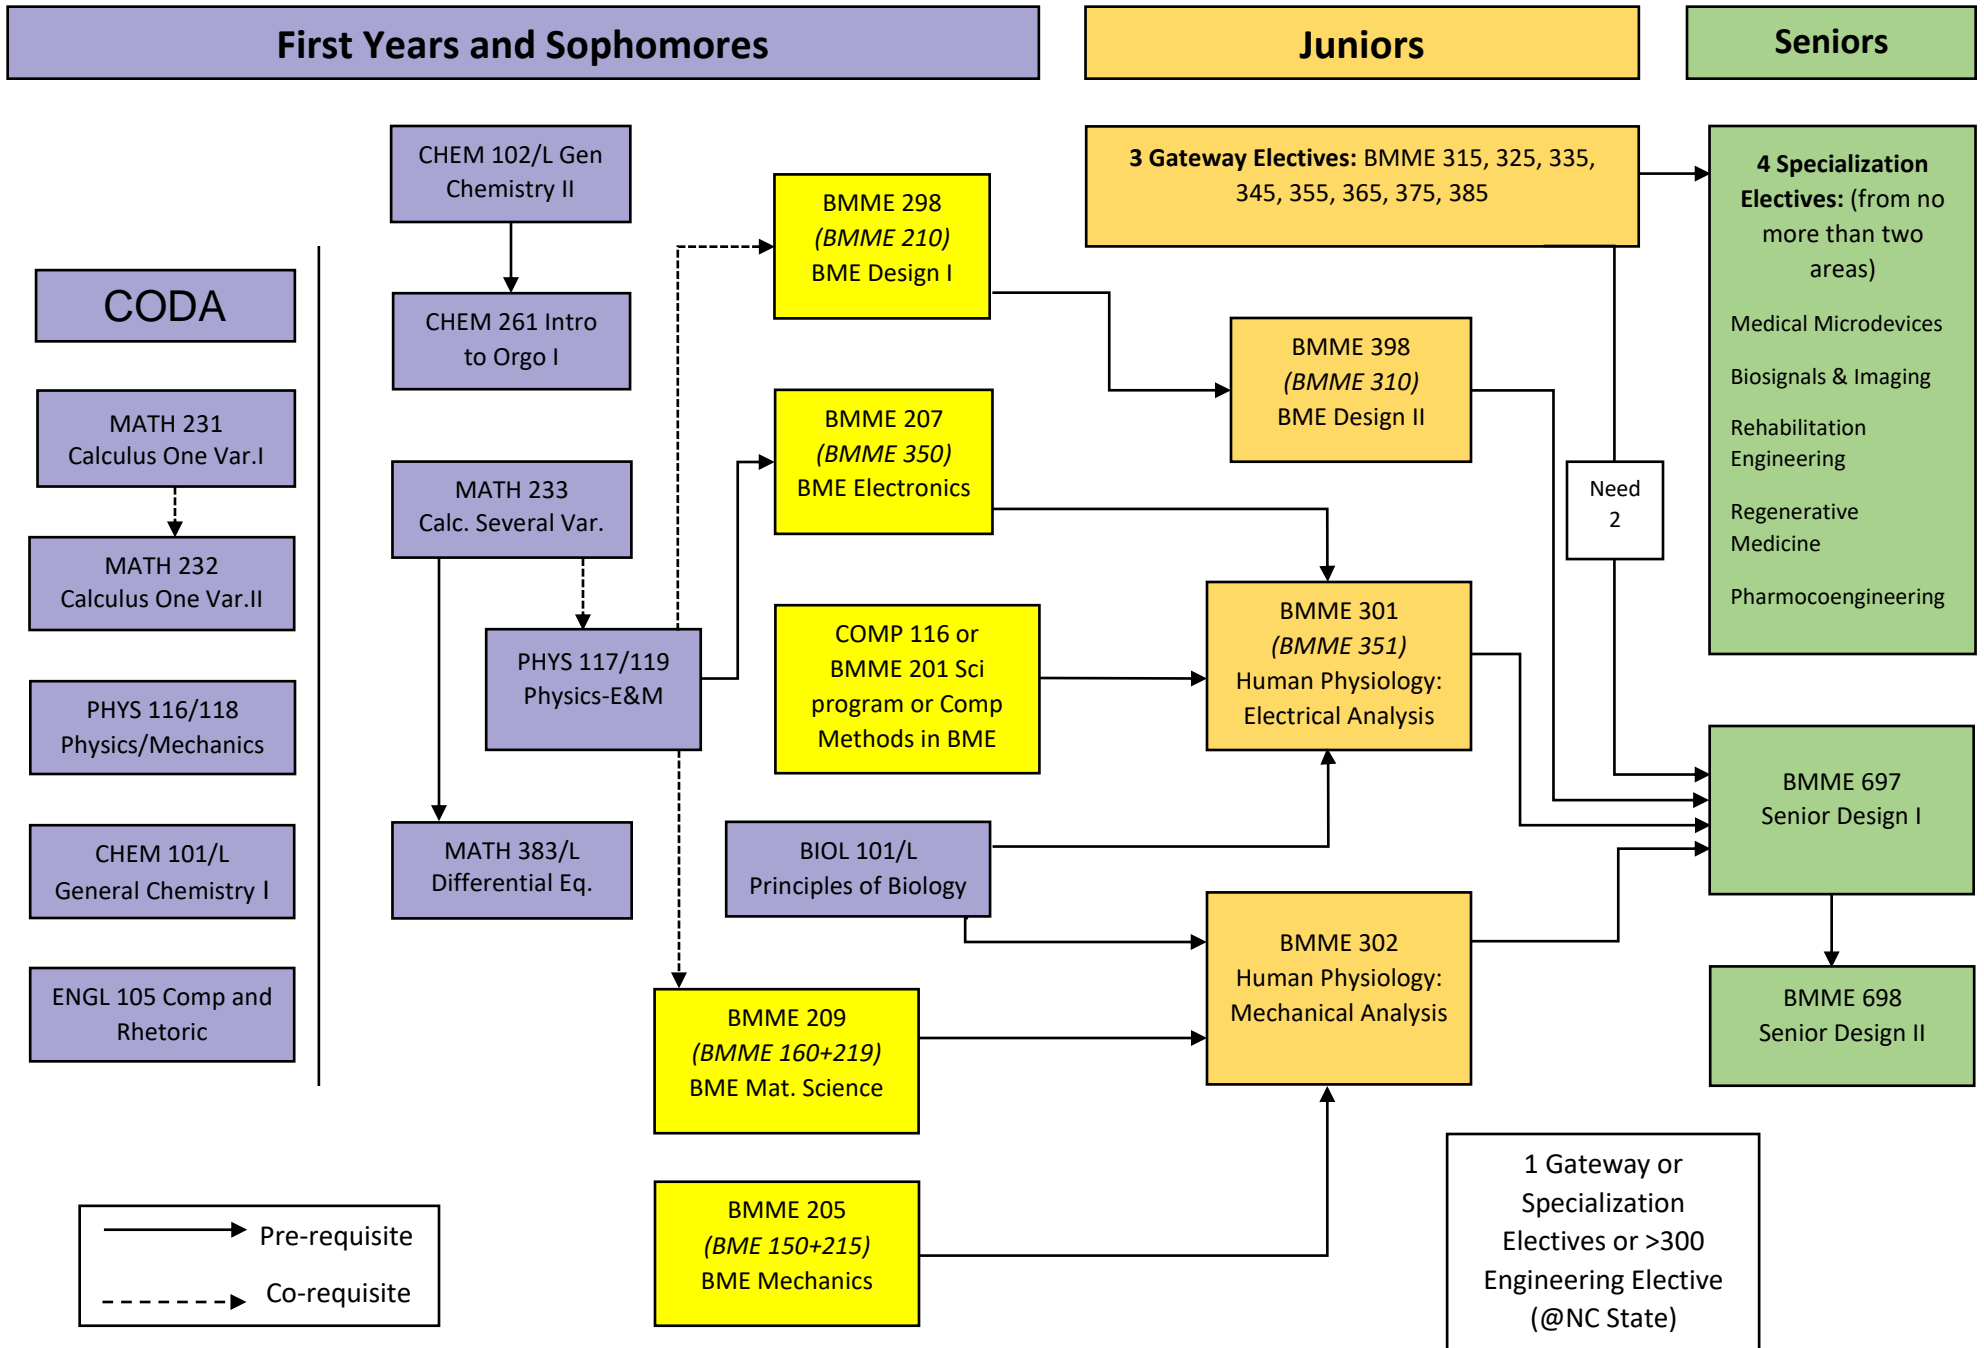 First Years and Sophomores
Juniors
Seniors
CODA
MATH 231
Calculus One Var.I
MATH 232
Calculus One Var.II
PHYS 116/118
Physics/Mechanics
CHEM 101/L
General Chemistry I
ENGL 105 Comp and
Rhetoric
CHEM 102/L Gen
Chemistry II
CHEM 261 Intro
to Orgo I
MATH 233
Calc. Several Var.
PHYS 117/119
Physics-E&M
MATH 383/L
Differential Eq.
BMME 298
(BMME 210)
BME Design I
BMME 207
(BMME 350)
BME Electronics
COMP 116 or
BMME 201 Sci
program or Comp
Methods in BME
BIOL 101/L
Principles of Biology
BMME 209
(BMME 160+219)
BME Mat. Science
BMME 205
(BME 150+215)
BME Mechanics
3 Gateway Electives: BMME 315, 325, 335,
345, 355, 365, 375, 385
BMME 398
(BMME 310)
BME Design II
Need
2
BMME 301
(BMME 351)
Human Physiology:
Electrical Analysis
BMME 302
Human Physiology:
Mechanical Analysis
4 Specialization
Electives: (from no
more than two
areas)
Medical Microdevices
Biosignals & Imaging
Rehabilitation
Engineering
Regenerative
Medicine
Pharmocoengineering
BMME 697
Senior Design I
BMME 698
Senior Design II
1 Gateway or
Specialization
Electives or >300
Engineering Elective
(@NC State)
Pre-requisite
Co-requisite